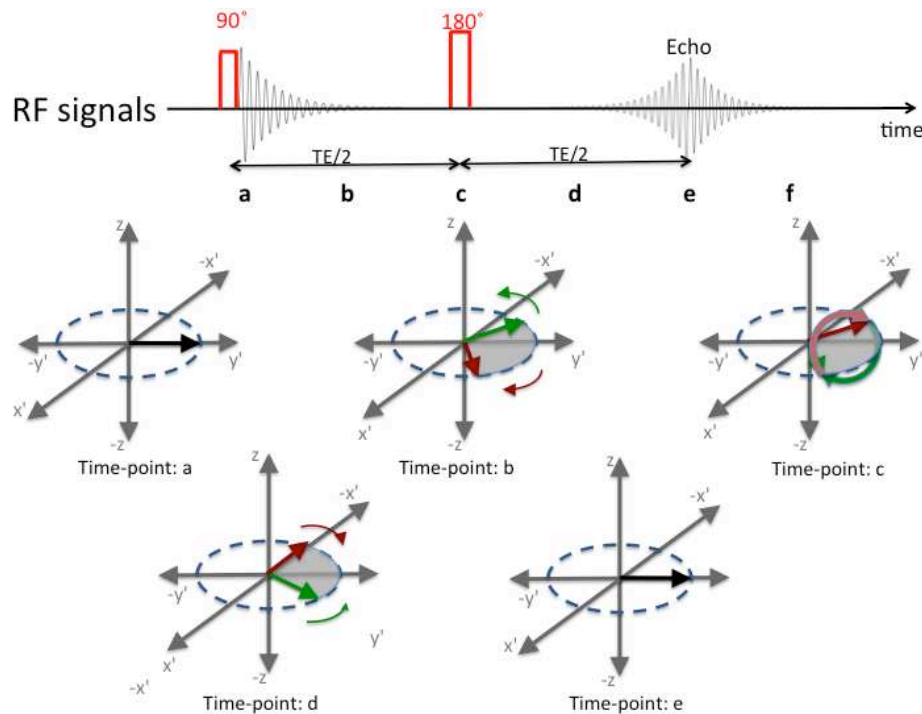 90° 180°
Echo
RF signals
time
TE/2 TE/2
a b c d e f
z z z
-x' -x' -x'
-y' y' -y' y' -y' y'
x' x' x'
-z -z -z
Time-point: a Time-point: b Time-point: c
z z
-x' -x'
-y' -y' y'
x' y' x'
-x' -z -z
Time-point: d Time-point: e